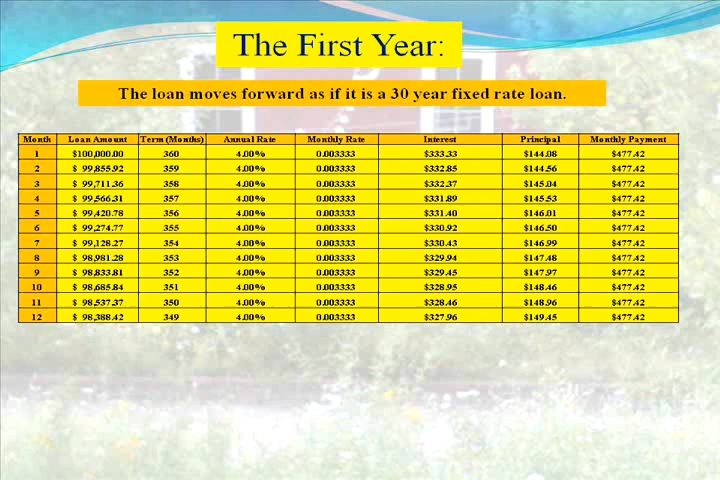 The First Year:
The loan moves forward as if it is a 30 year fixed rate loan.
Month Loan Amount Term (Months) Annual Rate Monthly Rate Interest Principal Monthly Payment
1 $100,000.00 360 4.00% 0.003333 $333.33 $144.08 $477.42
2 $ 99,855.92 359 4.00% 0.003333 $332.85 $144.56 $477.42
3 $ 99,711.36 358 4.00% 0.003333 $332.37 $145.04 $477.42
4 $ 99,566.31 357 4.00% 0.003333 $331.89 $145.53 $477.42
5 $ 99,420.78 356 4.00% 0.003333 $331.40 $146.01 $477.42
6 $ 99,274.77 355 4.00% 0.003333 $330.92 $146.50 $477.42
7 $ 99,128.27 354 4.00% 0.003333 $330.43 $146.99 $477.42
8 $ 98,981.28 353 4.00% 0.003333 $329.94 $147.48 $477.42
9 $ 98,833.81 352 4.00% 0.003333 $329.45 $147.97 $477.42
10 $ 98,685.84 351 4.00% 0.003333 $328.95 $148.46 $477.42
11 $ 98,537.37 350 4.00% 0.003333 $328.46 $148.96 $477.42
12 $ 98,388.42 349 4.00% 0.003333 $327.96 $149.45 $477.42